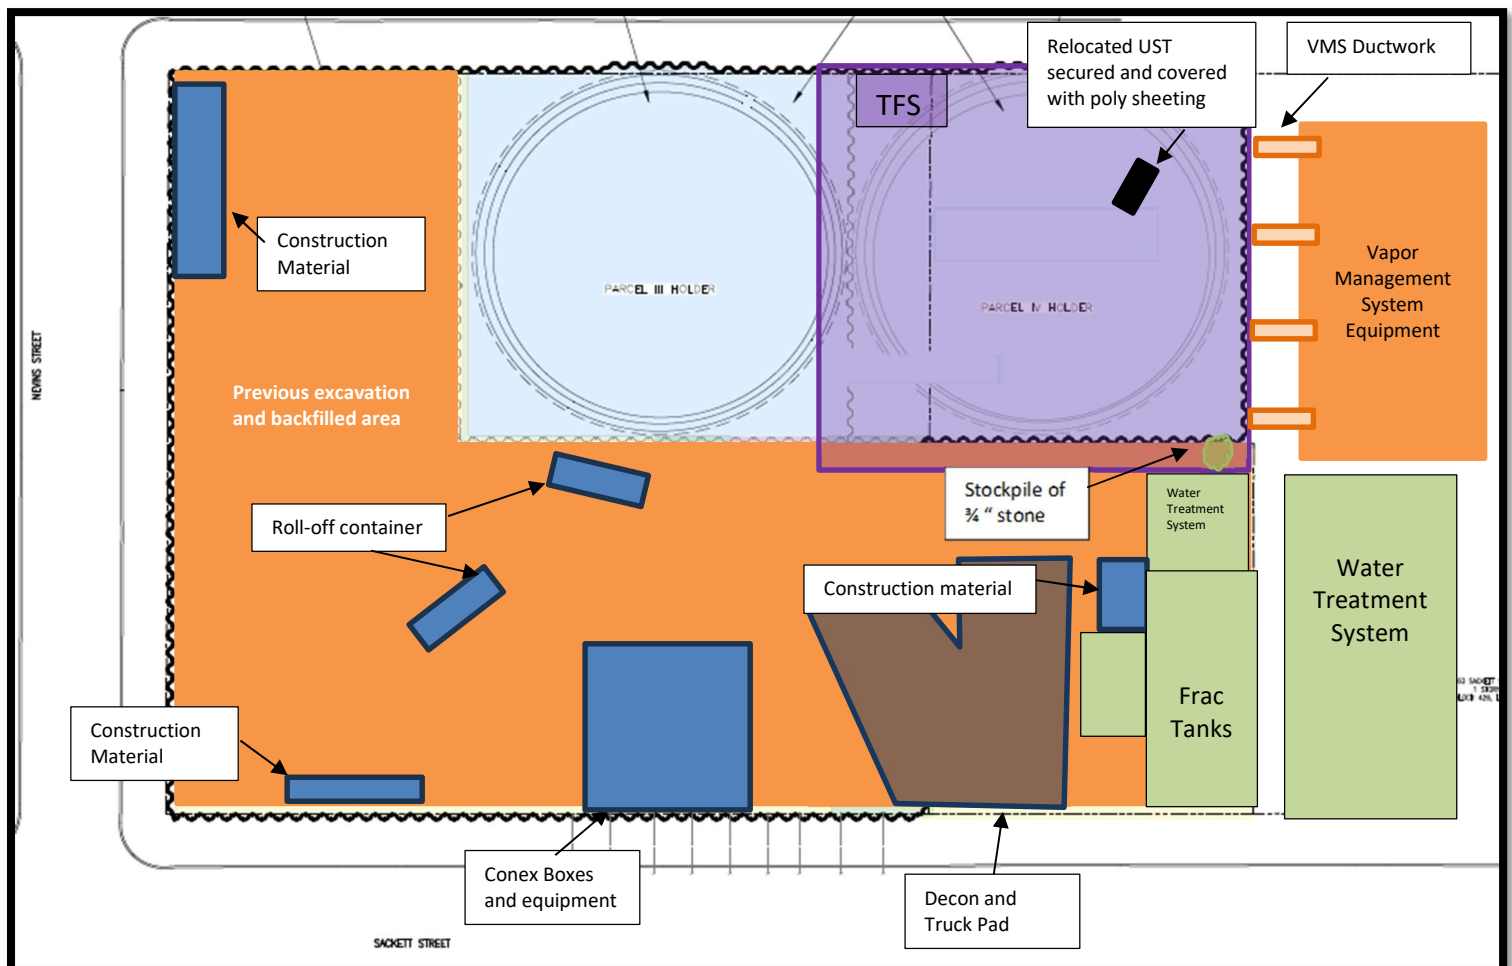 Relocated UST
secured and covered
with poly sheeting
VMS Ductwork
TFS
Construction
Material
PARCEL III HOLDER
PARCEL IV HOLDER
Vapor
Management
System
Equipment
NEVINS STREET
Previous excavation
and backfilled area
Stockpile of
¾ “ stone
Water
Treatment
System
Roll-off container
Construction material
Water
Treatment
System
Frac
Tanks
Construction
Material
Conex Boxes
and equipment
Decon and
Truck Pad
SACKETT STREET
SACKETT
1